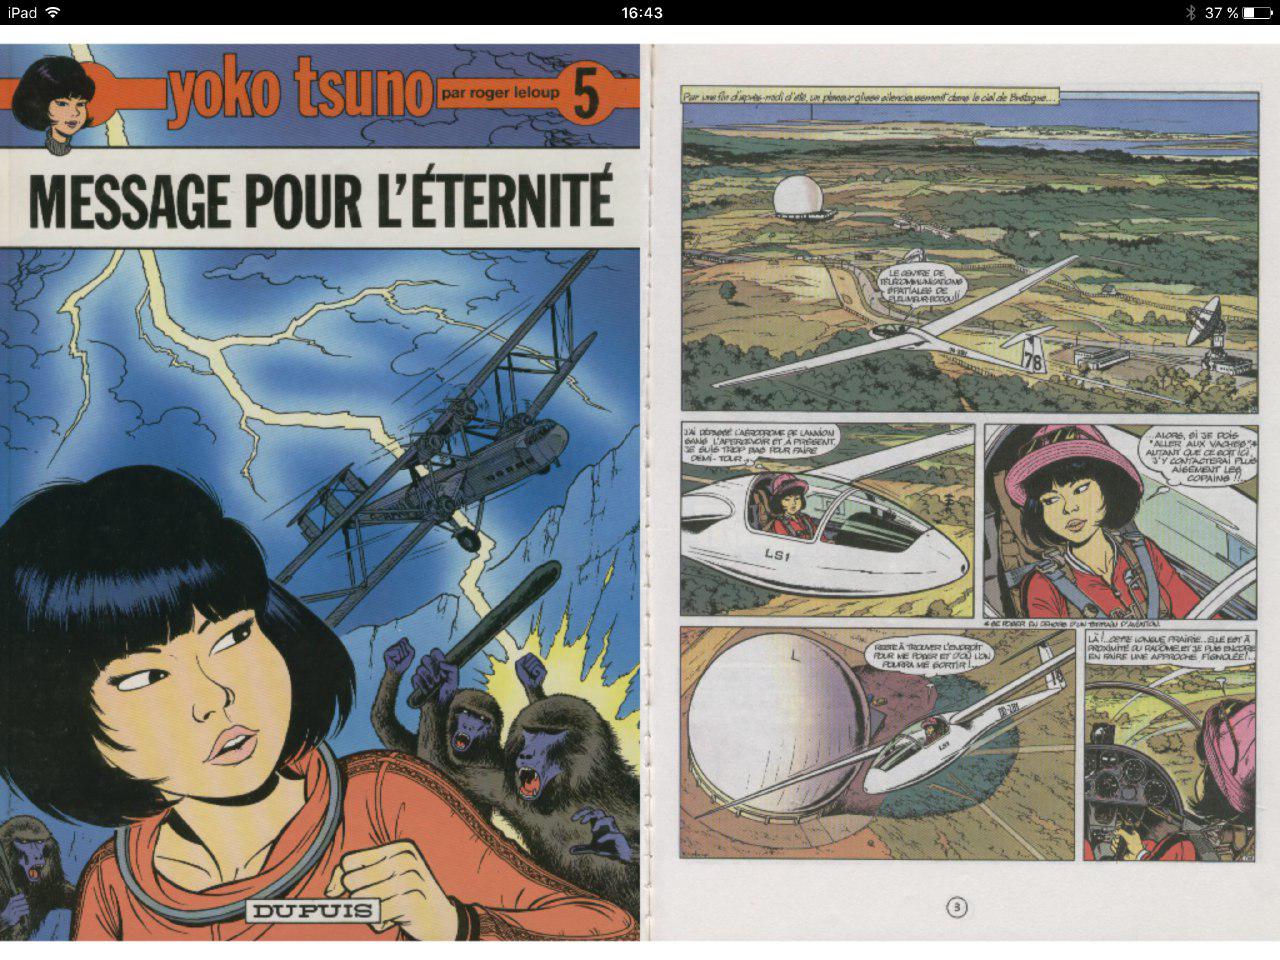 iPad
16:43
37 %
yoko tsuno
par roger leloup
5
MESSAGE POUR L'ÉTERNITÉ
DUPUIS
Par une fin d'après-midi d'été, un planeur glisse silencieusement dans le ciel de Bretagne...
LE CENTRE DE
TÉLÉCOMMUNICATIONS
SPATIALES DE
PLEUMEUR-BODOU!!
78
J'AI DÉPASSÉ L'AÉRODROME DE LANNION
SANS L'APERCEVOIR ET À PRÉSENT,
JE SUIS TROP BAS POUR FAIRE
DEMI-TOUR...
LS1
...ALORS, SI JE DOIS
"ALLER AUX VACHES"*
AUTANT QUE CE SOIT ICI,
J'Y CONTACTERAI PLUS
AISÉMENT LES
COPAINS!!
* SE POSER EN DEHORS D'UN TERRAIN D'AVIATION.
RESTE À TROUVER L'ENDROIT
POUR ME POSER ET D'OÙ L'ON
POURRA ME SORTIR!...
LS1
LÀ!...CETTE LONGUE PRAIRIE...ELLE EST À
PROXIMITÉ DU RADÔME, ET JE PUIS ENCORE
EN FAIRE UNE APPROCHE FIGNOLÉE!...
3